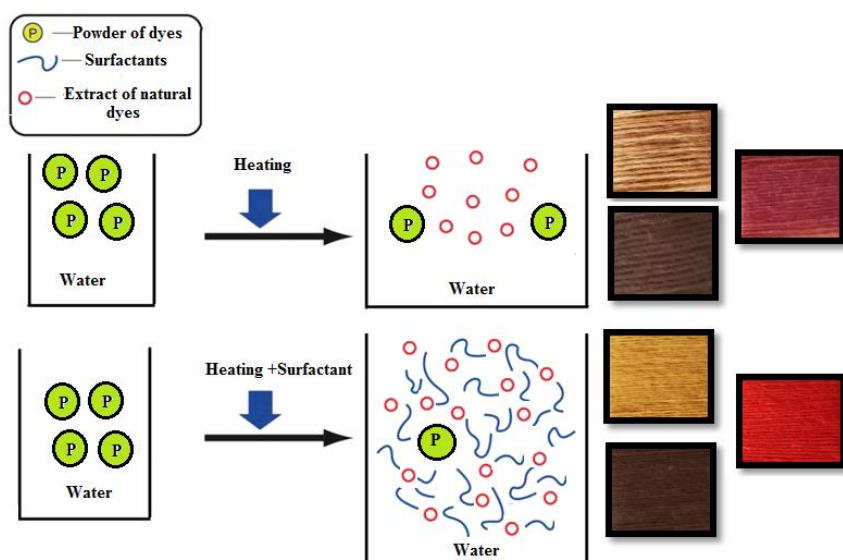 P
Powder of dyes
Surfactants
Extract of natural
dyes
P P
P P
Water
Heating
P P
Water
P P
P P
Water
Heating +Surfactant
P
Water